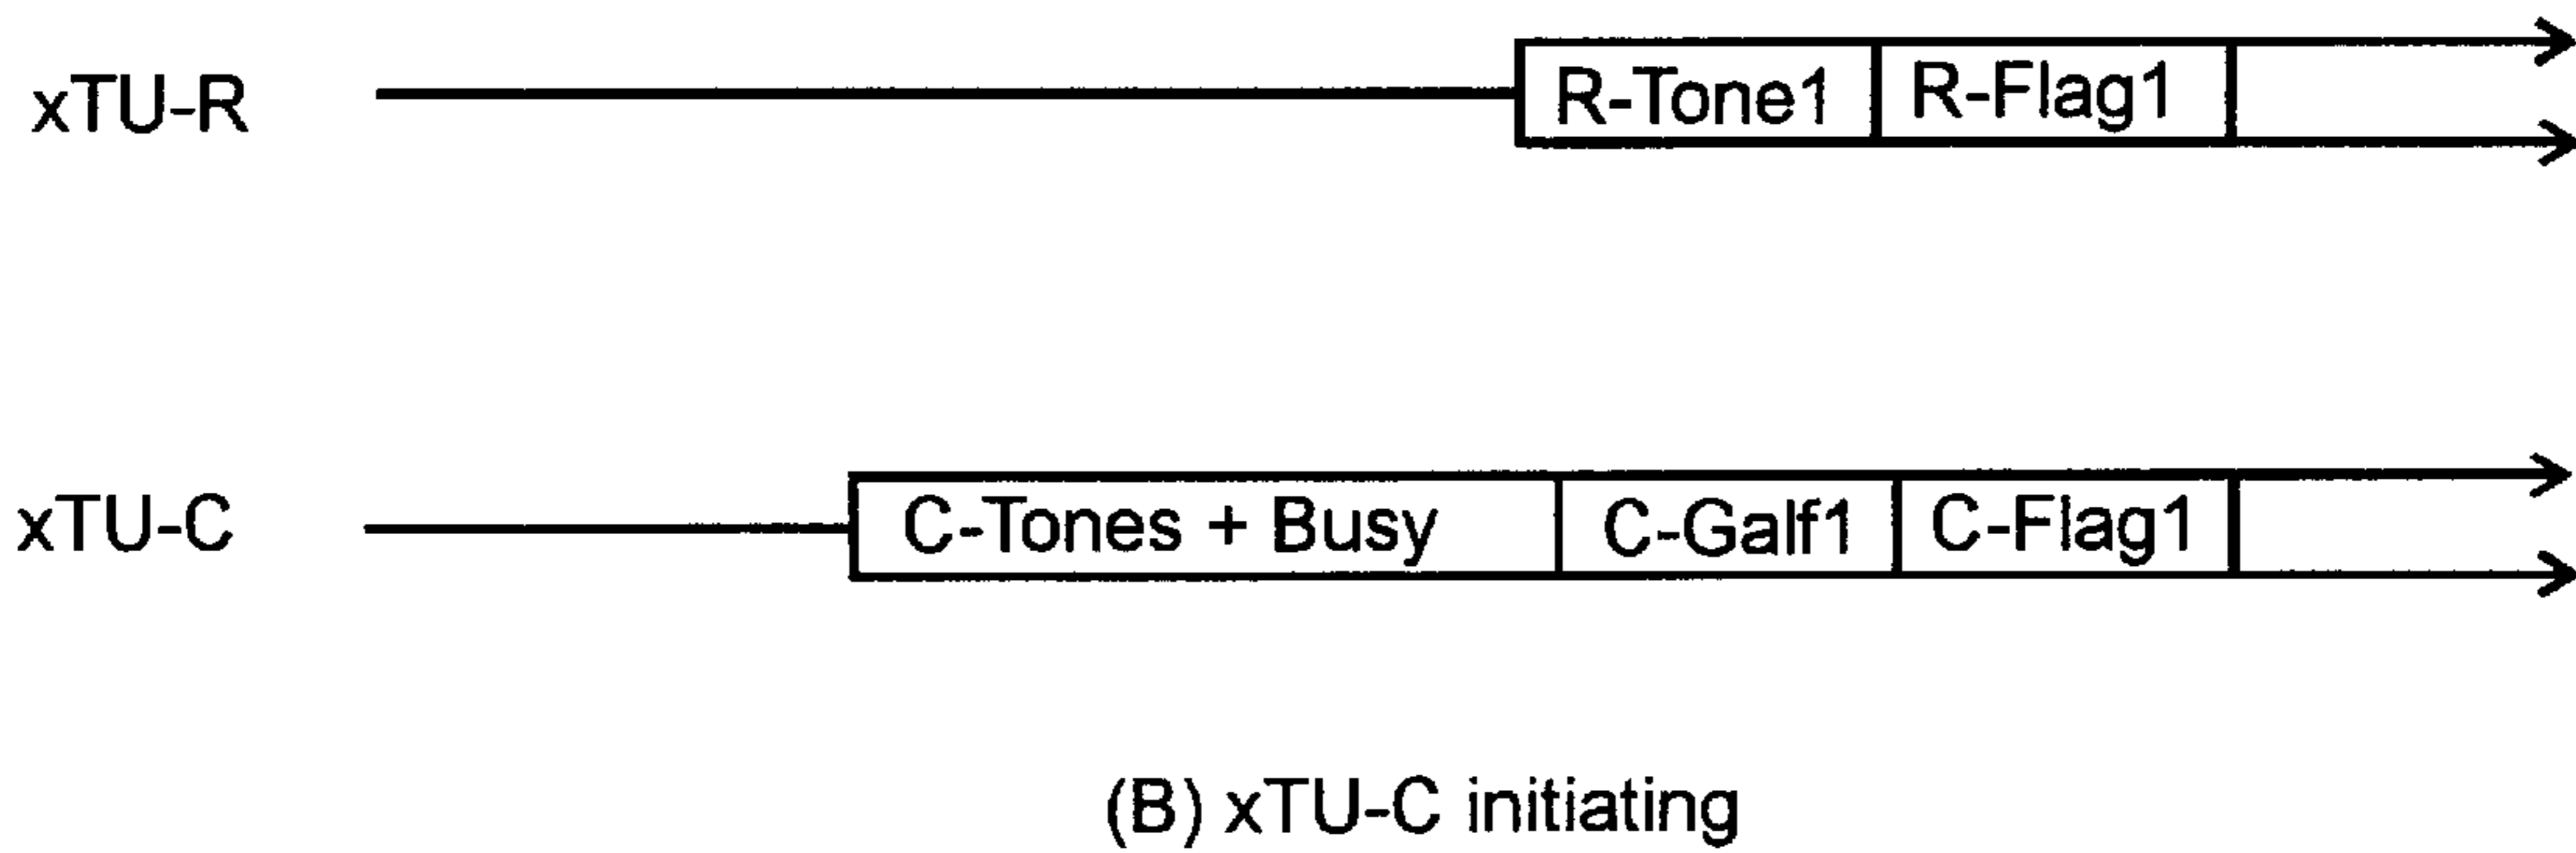 xTU-R R-Tone1 R-Flag1
xTU-C C-Tones + Busy C-Galf1 C-Flag1
(B) xTU-C initiating